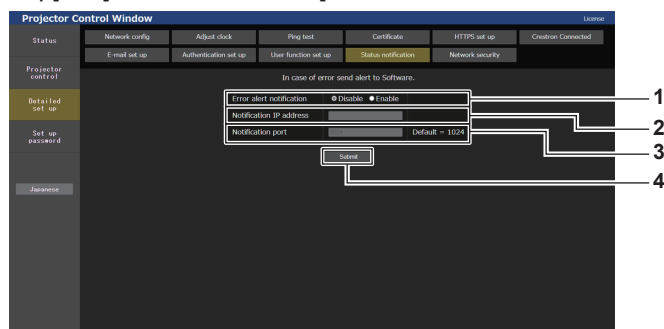 Projector Control Window
License
Status
Network config
Adjust clock
Ping test
Certificate
HTTPS set up
Crestron Connected
E-mail set up
Authentication set up
User function set up
Status notification
Network security
Projector
control
In case of error send alert to Software.
Detailed
set up
Error alert notification
Disable
Enable
1
Notification IP address
2
Set up
password
Notification port
Default = 1024
3
Submit
4
Japanese